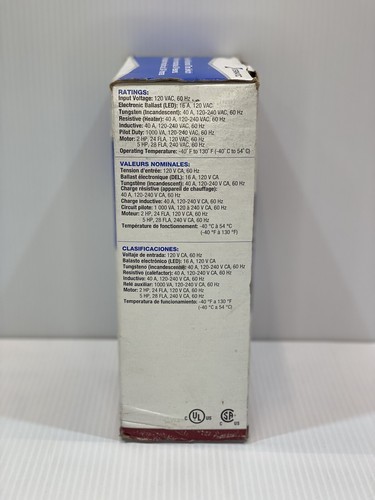 RATINGS:
Input Voltage: 120 VAC, 60 Hz
Electronic Ballast (LED): 16 A, 120 VAC
Tungsten (Incandescent): 40 A, 120-240 VAC, 60 Hz
Resistive (Heater): 40 A, 120-240 VAC, 60 Hz
Inductive: 40 A, 120-240 VAC, 60 Hz
Pilot Duty: 1000 VA, 120-240 VAC, 60 Hz
Motor: 2 HP, 24 FLA, 120 VAC, 60 Hz
5 HP, 28 FLA, 240 VAC, 60 Hz
Operating Temperature: -40˚F to 130˚F (-40˚C to 54˚C)
VALEURS NOMINALES:
Tension d'entrée: 120 V CA, 60 Hz
Ballast électronique (DEL): 16 A, 120 V CA
Tungstène (incandescent): 40 A, 120-240 V CA, 60 Hz
Charge résistive (appareil de chauffage):
40 A, 120-240 V CA, 60 Hz
Charge inductive: 40 A, 120-240 V CA, 60 Hz
Circuit pilote: 1 000 VA, 120 à 240 V CA, 60 Hz
Moteur: 2 HP, 24 FLA, 120 V CA, 60 Hz
5 HP, 28 FLA, 240 V CA, 60 Hz
Température de fonctionnement: -40 °C à 54 °C
(-40 °F à 130 °F)
CLASIFICACIONES:
Voltaje de entrada: 120 V CA, 60 Hz
Balasto electrónico (LED): 16 A, 120 V CA
Tungsteno (incandescente): 40 A, 120-240 V CA, 60 Hz
Resistivo (calefactor): 40 A, 120-240 V CA, 60 Hz
Inductivo: 40 A, 120-240 V CA, 60 Hz
Relé auxiliar: 1000 VA, 120-240 V CA, 60 Hz
Motor: 2 HP, 24 FLA, 120 V CA, 60 Hz
5 HP, 28 FLA, 240 V CA, 60 Hz
Temperatura de funcionamiento: -40 °F a 130 °F
(-40 °C a 54 °C)
C UL US
SA
C US